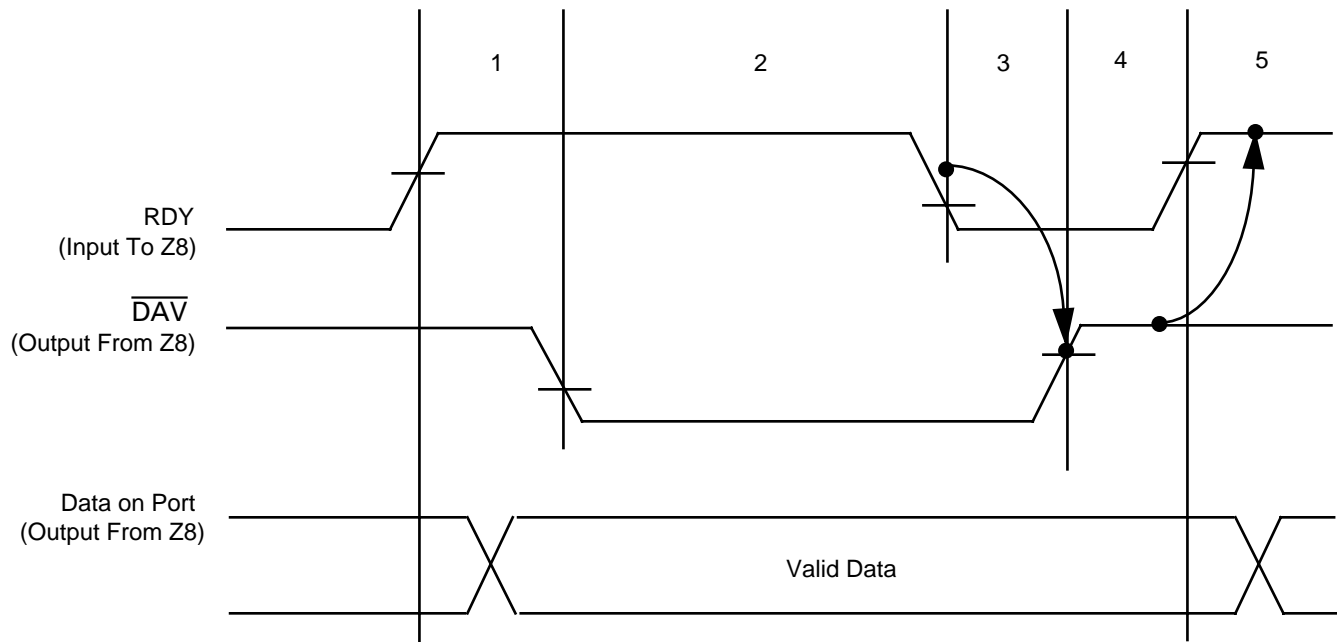 1 2 3 4 5
RDY
(Input To Z8)
DAV
(Output From Z8)
Data on Port
(Output From Z8)
Valid Data